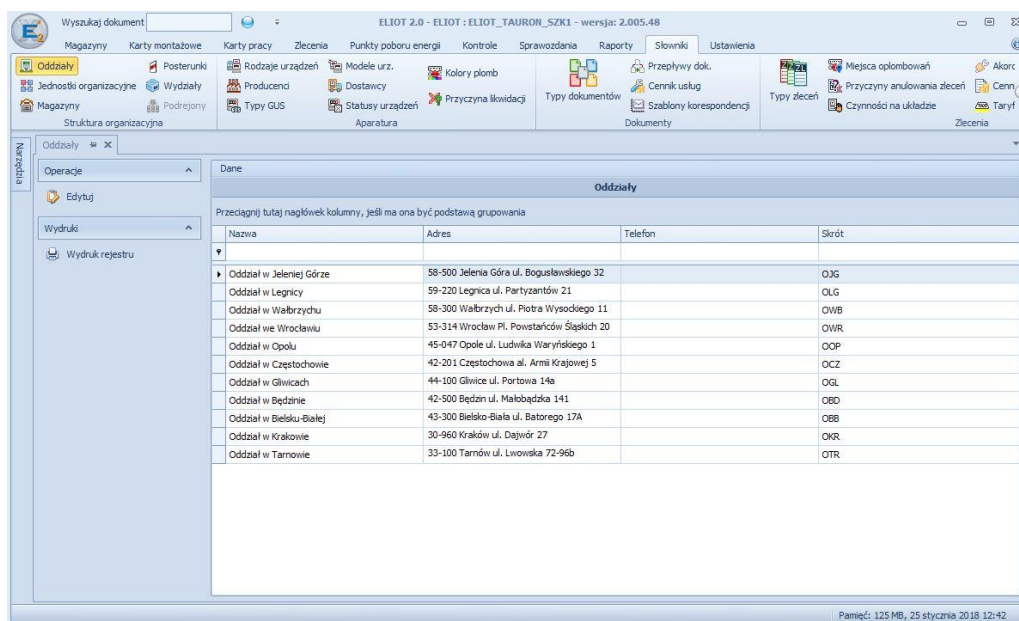 Wyszukaj dokument
ELIOT 2.0 - ELIOT : ELIOT_TAURON_SZK1 - wersja: 2.005.48
E2
Magazyny Karty montażowe Karty pracy Zlecenia Punkty poboru energii Kontrole Sprawozdania Raporty Słowniki Ustawienia
Oddziały Posterunki Rodzaje urządzeń Modele urz. Kolory plomb Typy dokumentów Przepływy dok. Typy zleceń Miejsca oplombowań Akorc
Jednostki organizacyjne Wydziały Producenci Dostawcy Przyczyna likwidacji Cennik usług Przyczyny anulowania zleceń Cenn
Magazyny Podrejony Typy GUS Statusy urządzeń Szablony korespondencji Czynności na układzie Taryf
Struktura organizacyjna Aparatura Dokumenty Zlecenia
Narzędzia
Oddziały
Operacje
Edytuj
Wydruki
Wydruk rejestru
Dane
Oddziały
Przeciągnij tutaj nagłówek kolumny, jeśli ma ona być podstawą grupowania
Nazwa Adres Telefon Skrót
Oddział w Jeleniej Górze 58-500 Jelenia Góra ul. Bogusławskiego 32 OJG
Oddział w Legnicy 59-220 Legnica ul. Partyzantów 21 OLG
Oddział w Wałbrzychu 58-300 Wałbrzych ul. Piotra Wysockiego 11 OWB
Oddział we Wrocławiu 53-314 Wrocław Pl. Powstańców Śląskich 20 OWR
Oddział w Opolu 45-047 Opole ul. Ludwika Waryńskiego 1 OOP
Oddział w Częstochowie 42-201 Częstochowa al. Armii Krajowej 5 OCZ
Oddział w Gliwicach 44-100 Gliwice ul. Portowa 14a OGL
Oddział w Będzinie 42-500 Będzin ul. Małobądzka 141 OBD
Oddział w Bielsku-Białej 43-300 Bielsko-Biała ul. Batorego 17A OBB
Oddział w Krakowie 30-960 Kraków ul. Dajwór 27 OKR
Oddział w Tarnowie 33-100 Tarnów ul. Lwowska 72-96b OTR
Pamięć: 125 MB, 25 stycznia 2018 12:42